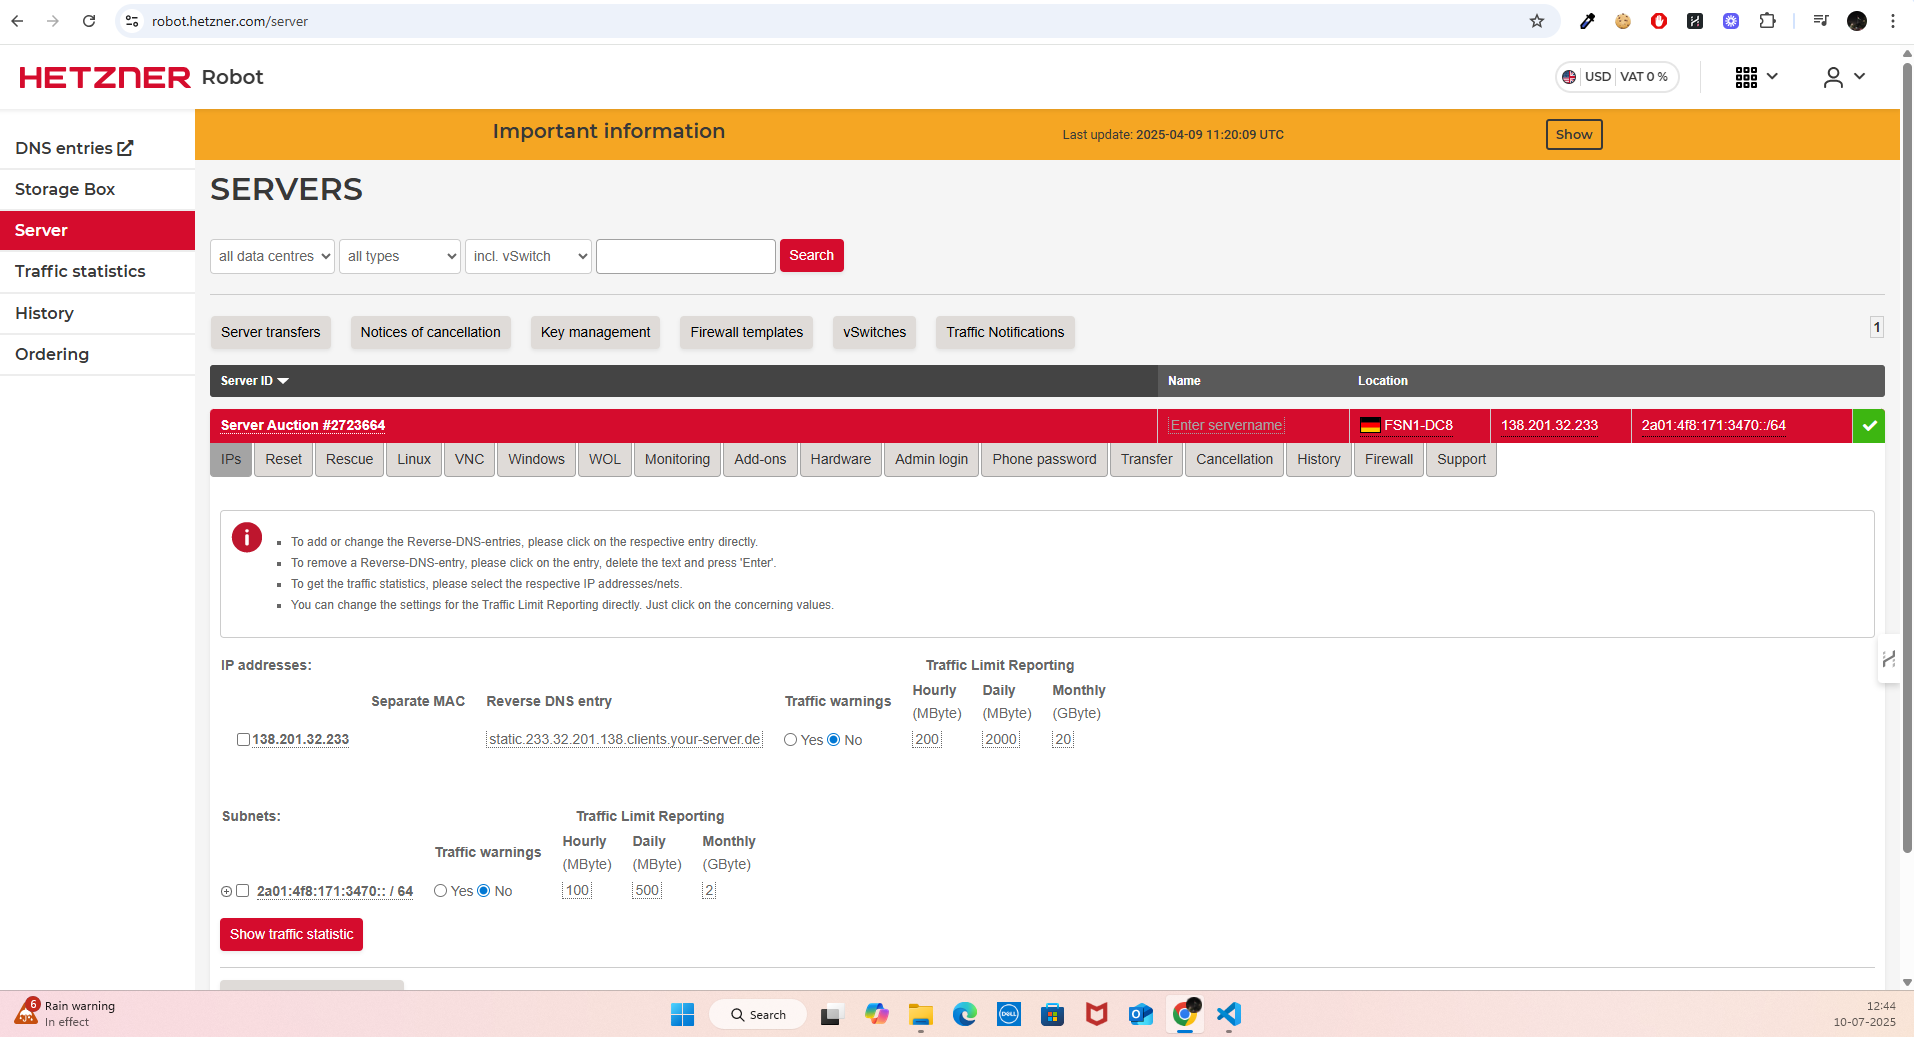 robot.hetzner.com/server
HETZNER Robot
USD VAT 0 %
DNS entries
Storage Box
Server
Traffic statistics
History
Ordering
Important information Last update: 2025-04-09 11:20:09 UTC Show
SERVERS
all data centres all types incl. vSwitch Search
Server transfers Notices of cancellation Key management Firewall templates vSwitches Traffic Notifications 1
Server ID Name Location
Server Auction #2723664 Enter servername FSN1-DC8 138.201.32.233 2a01:4f8:171:3470::/64
IPs Reset Rescue Linux VNC Windows WOL Monitoring Add-ons Hardware Admin login Phone password Transfer Cancellation History Firewall Support
To add or change the Reverse-DNS-entries, please click on the respective entry directly.
To remove a Reverse-DNS-entry, please click on the entry, delete the text and press 'Enter'.
To get the traffic statistics, please select the respective IP addresses/nets.
You can change the settings for the Traffic Limit Reporting directly. Just click on the concerning values.
IP addresses: Traffic Limit Reporting
Separate MAC Reverse DNS entry Traffic warnings Hourly Daily Monthly
(MByte) (MByte) (GByte)
138.201.32.233 static.233.32.201.138.clients.your-server.de Yes No 200 2000 20
Subnets: Traffic Limit Reporting
Traffic warnings Hourly Daily Monthly
(MByte) (MByte) (GByte)
2a01:4f8:171:3470:: / 64 Yes No 100 500 2
Show traffic statistic
6 Rain warning
In effect
Search
DELL
12:44
10-07-2025